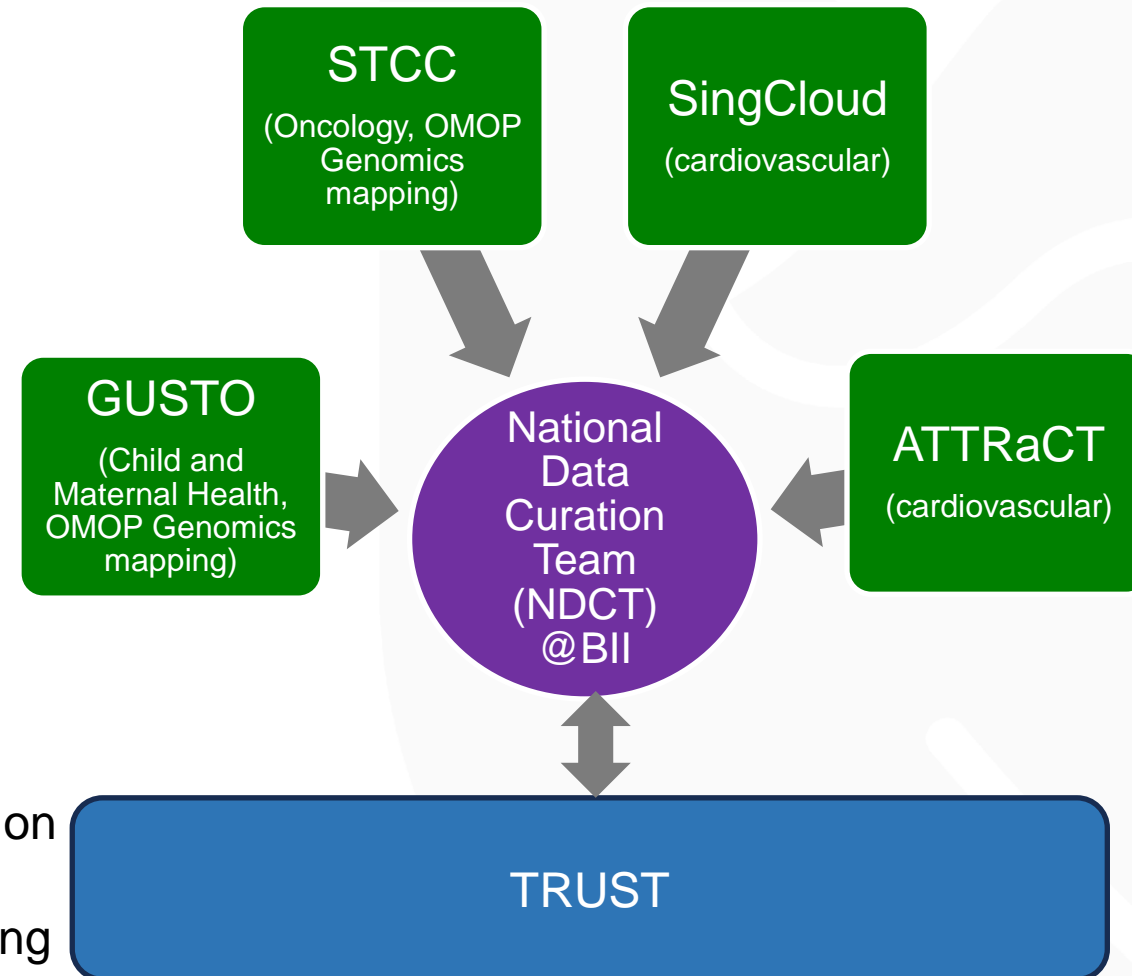 STCC
(Oncology, OMOP
Genomics
mapping)
SingCloud
(cardiovascular)
GUSTO
(Child and
Maternal Health,
OMOP Genomics
mapping)
National
Data
Curation
Team
(NDCT)
@BII
ATTRaCT
(cardiovascular)
on
ng
TRUST